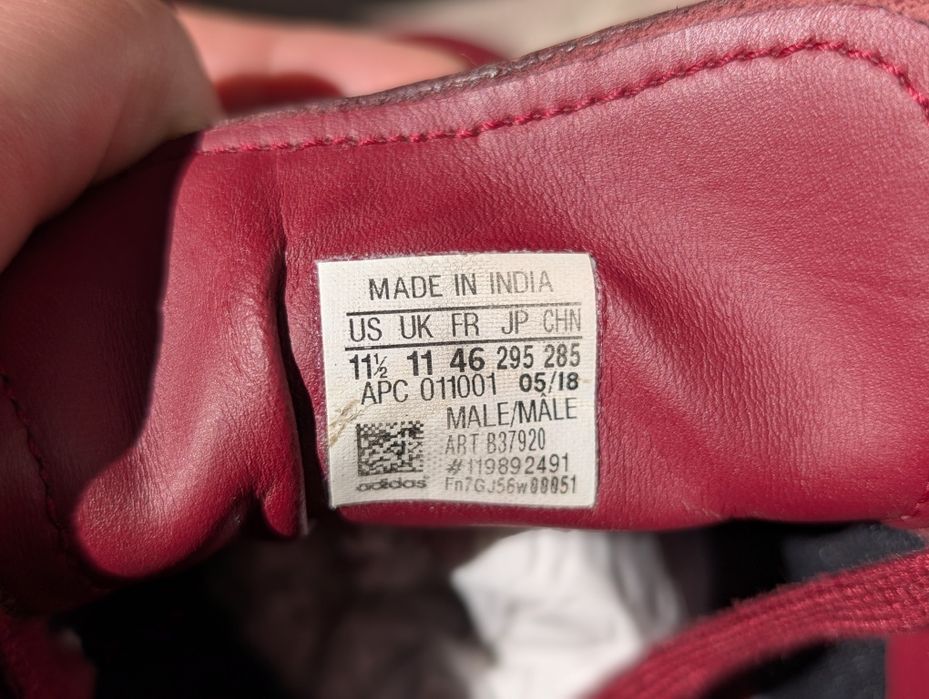 MADE IN INDIA
US UK FR JP CHN
11½ 11 46 295 285
APC 011001 05/18
MALE/MÂLE
ART B37920
#119892491
adidas Fn7GJ56w00051